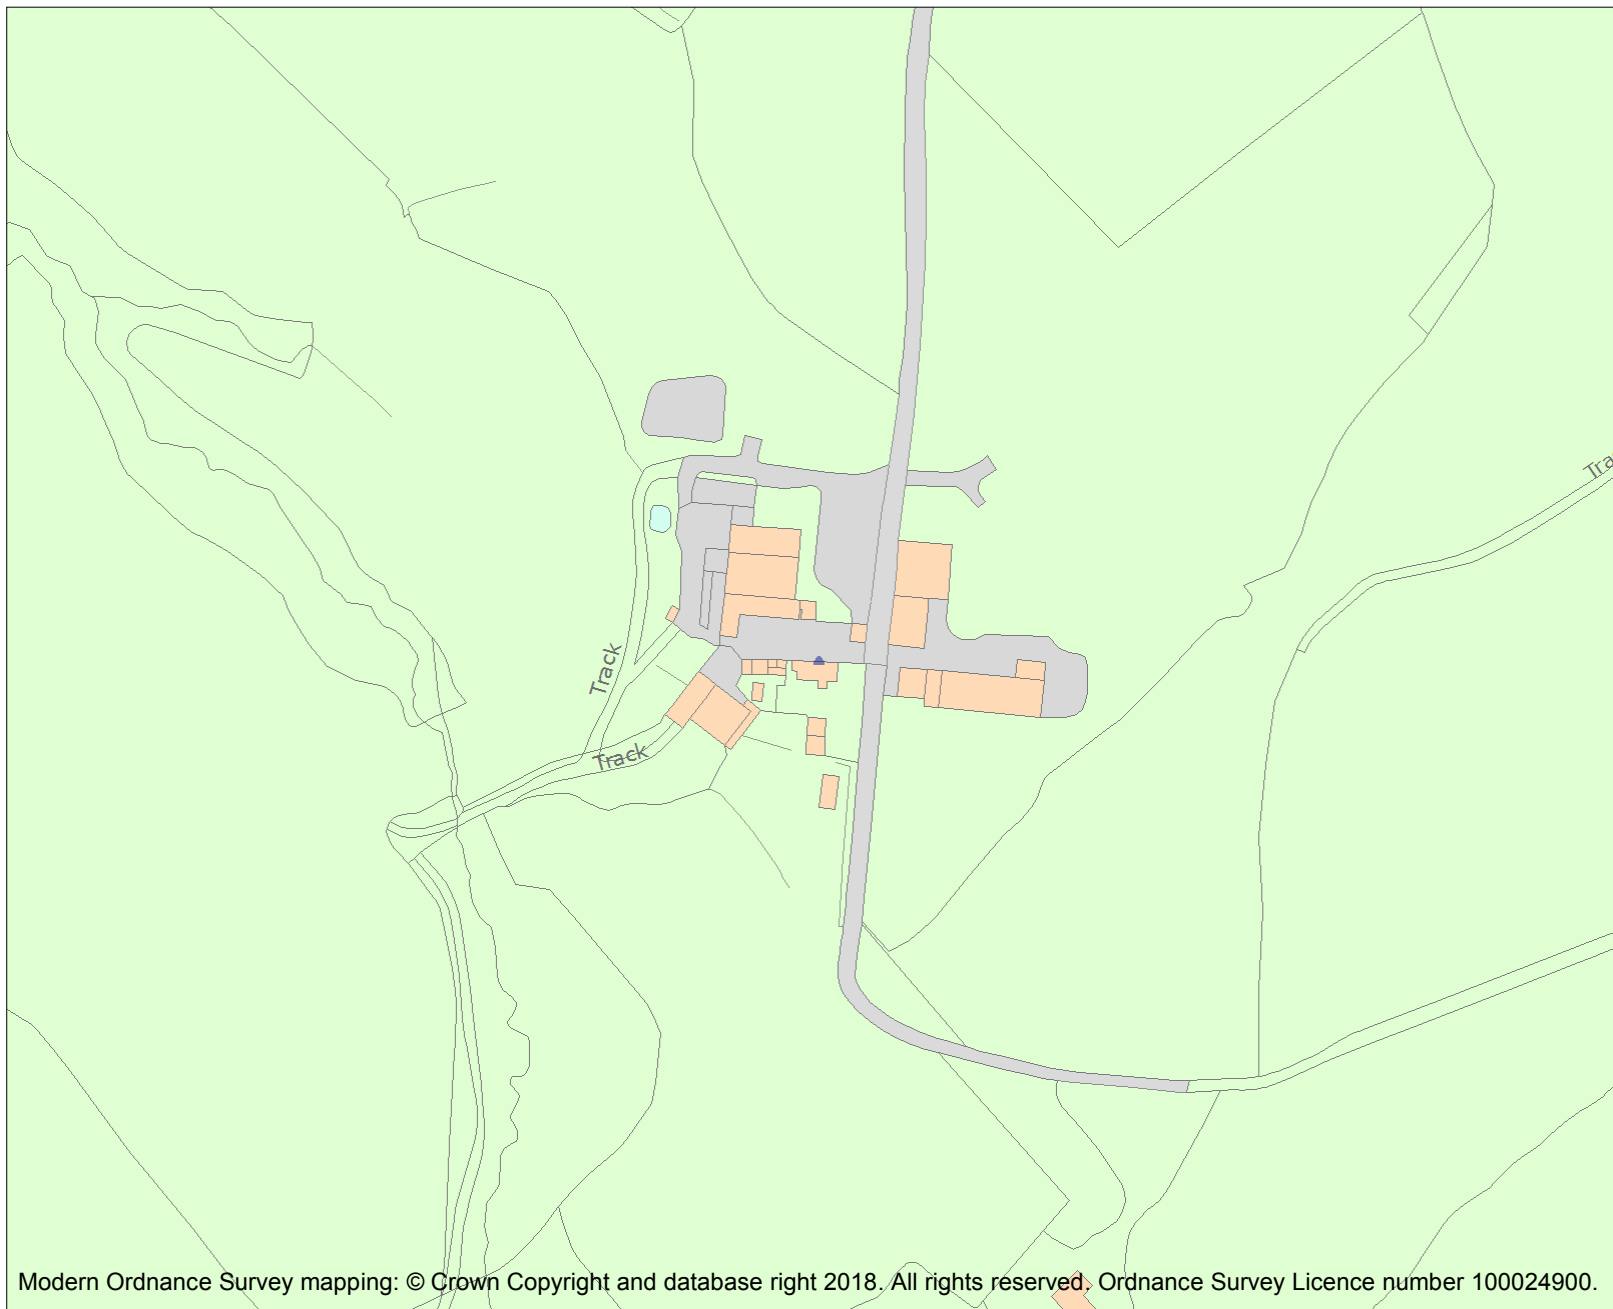 Tra
Track
Track
Modern Ordnance Survey mapping: © Crown Copyright and database right 2018. All rights reserved. Ordnance Survey Licence number 100024900.